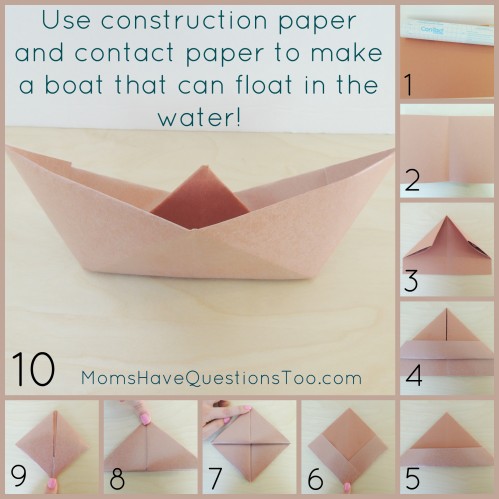 Use construction paper
and contact paper to make
a boat that can float in the
water!
1
2
3
4
10
MomsHaveQuestionsToo.com
9
8
7
6
5